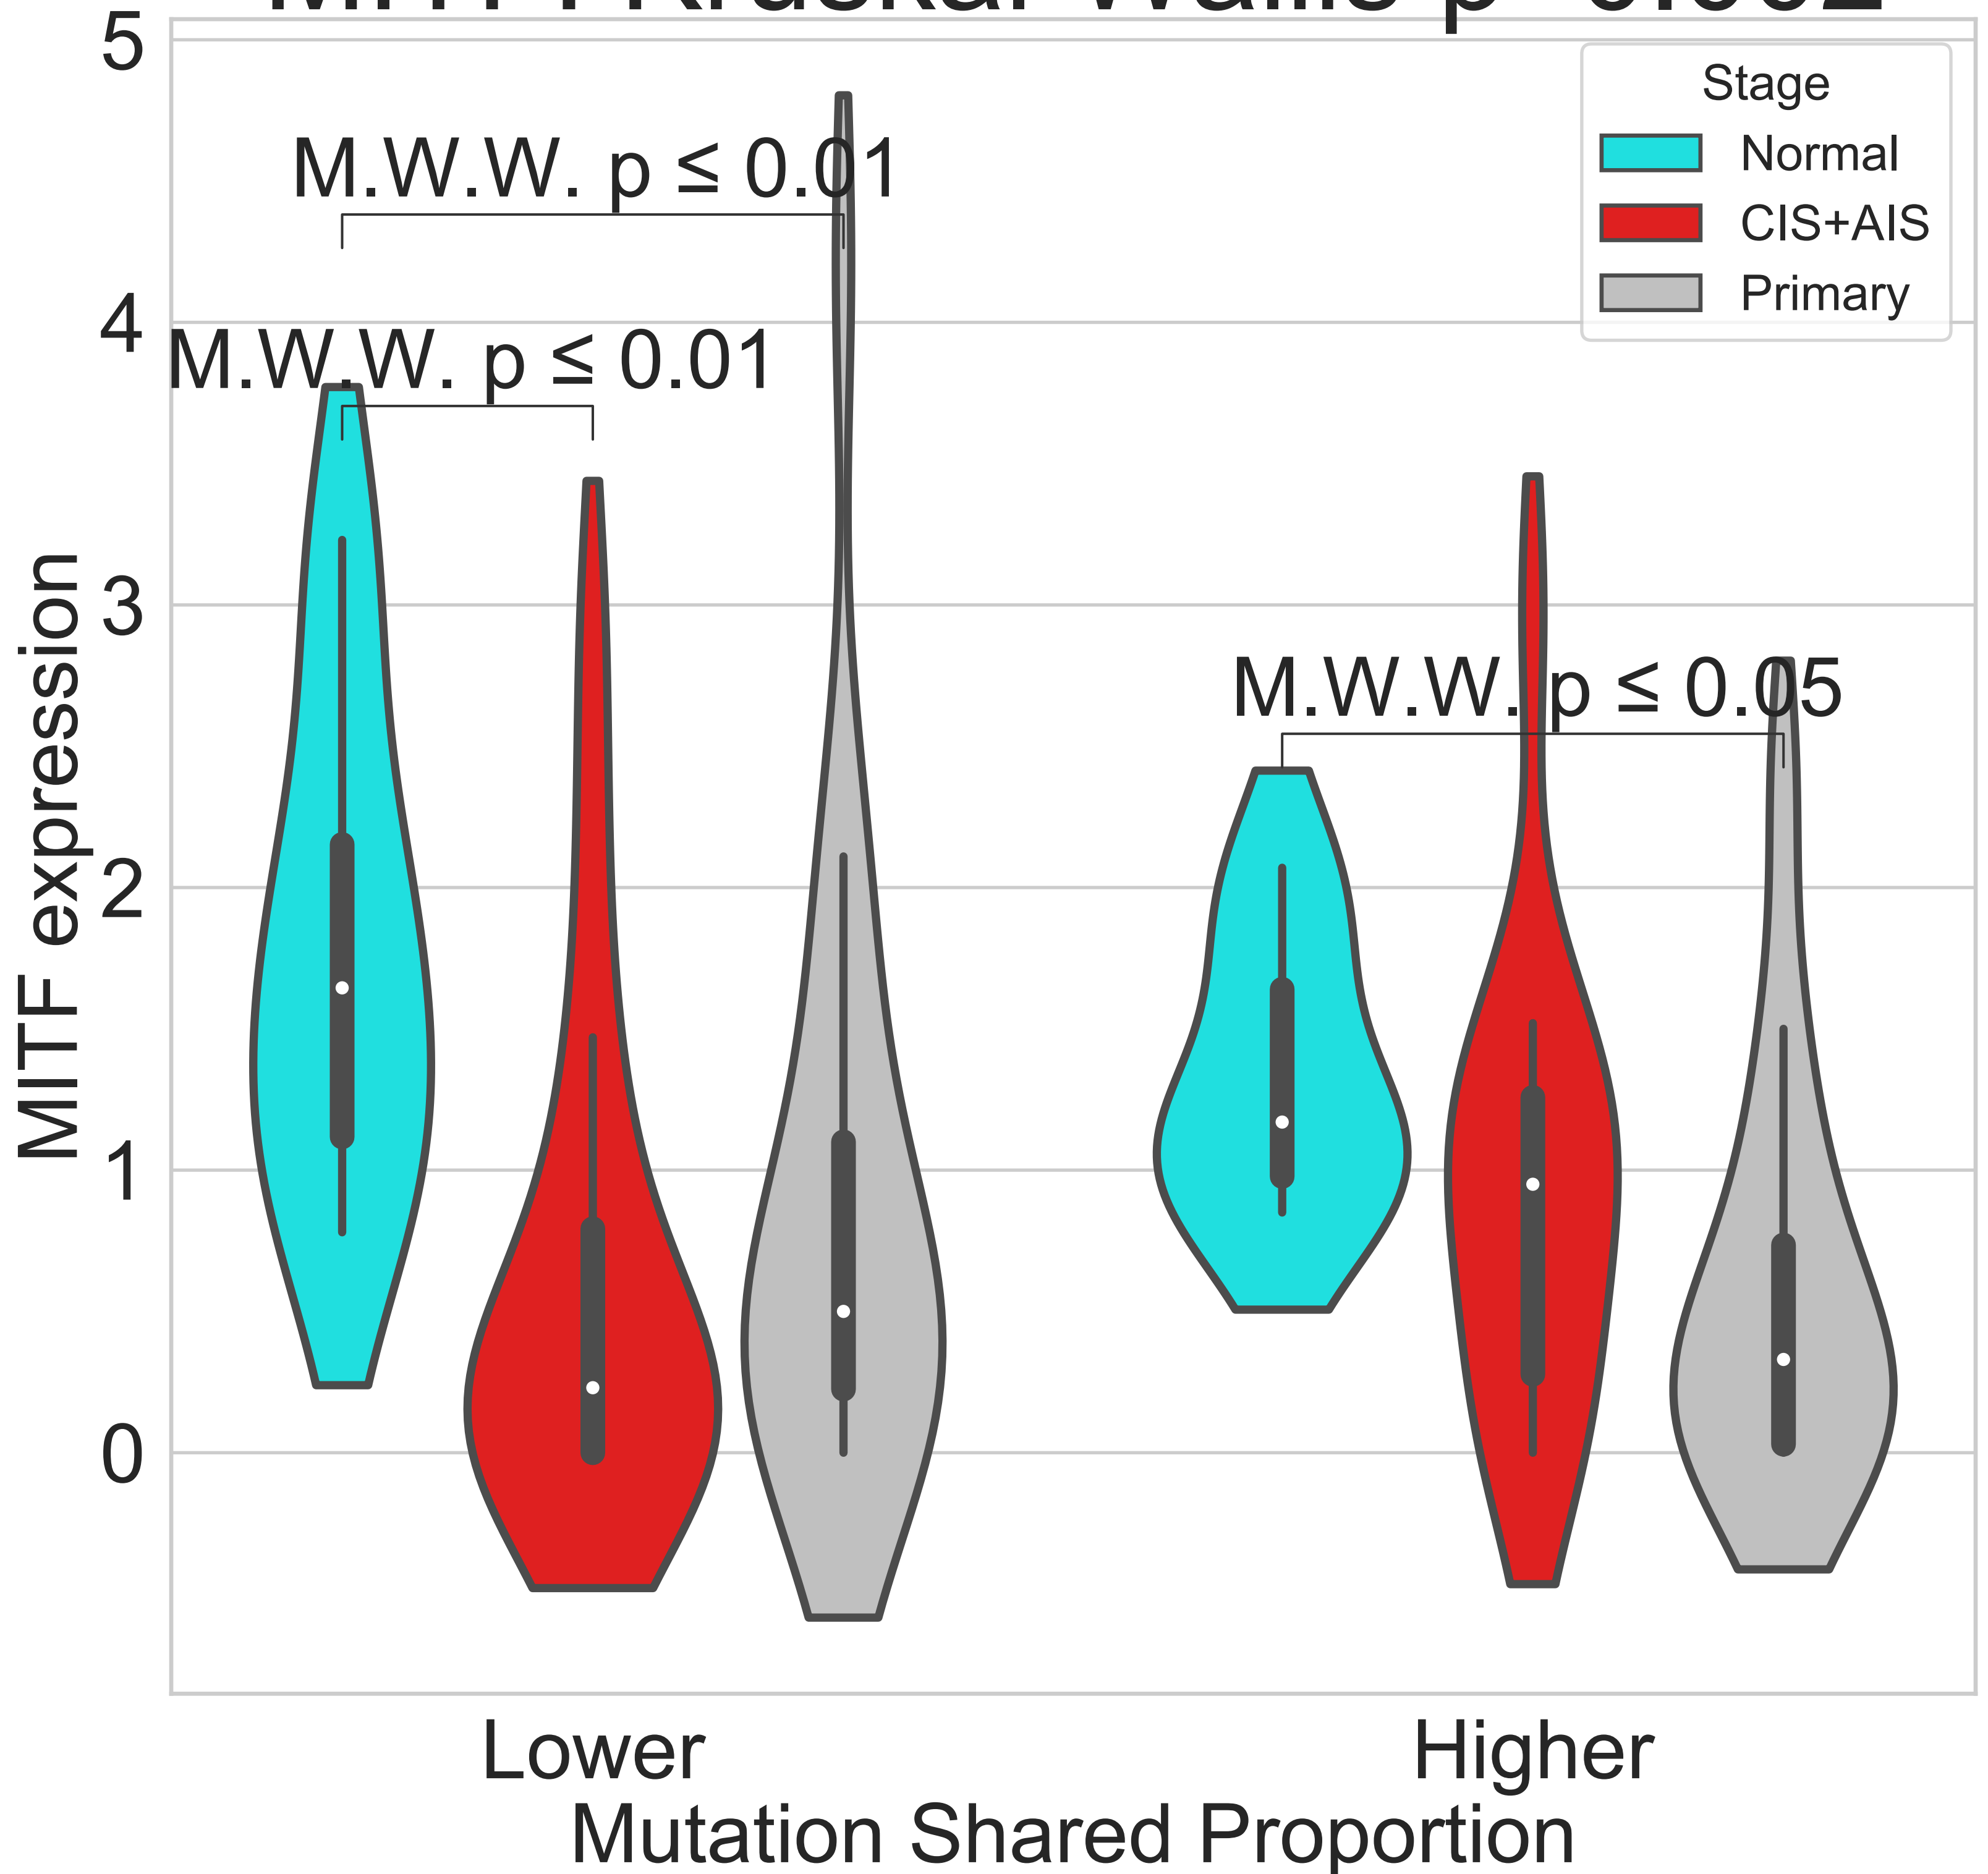 5
Stage
Normal
CIS+AIS
Primary
M.W.W. p ≤ 0.01
4
M.W.W. p ≤ 0.01
3
M.W.W. p ≤ 0.05
2
1
0
MITF expression
Lower
Higher
Mutation Shared Proportion